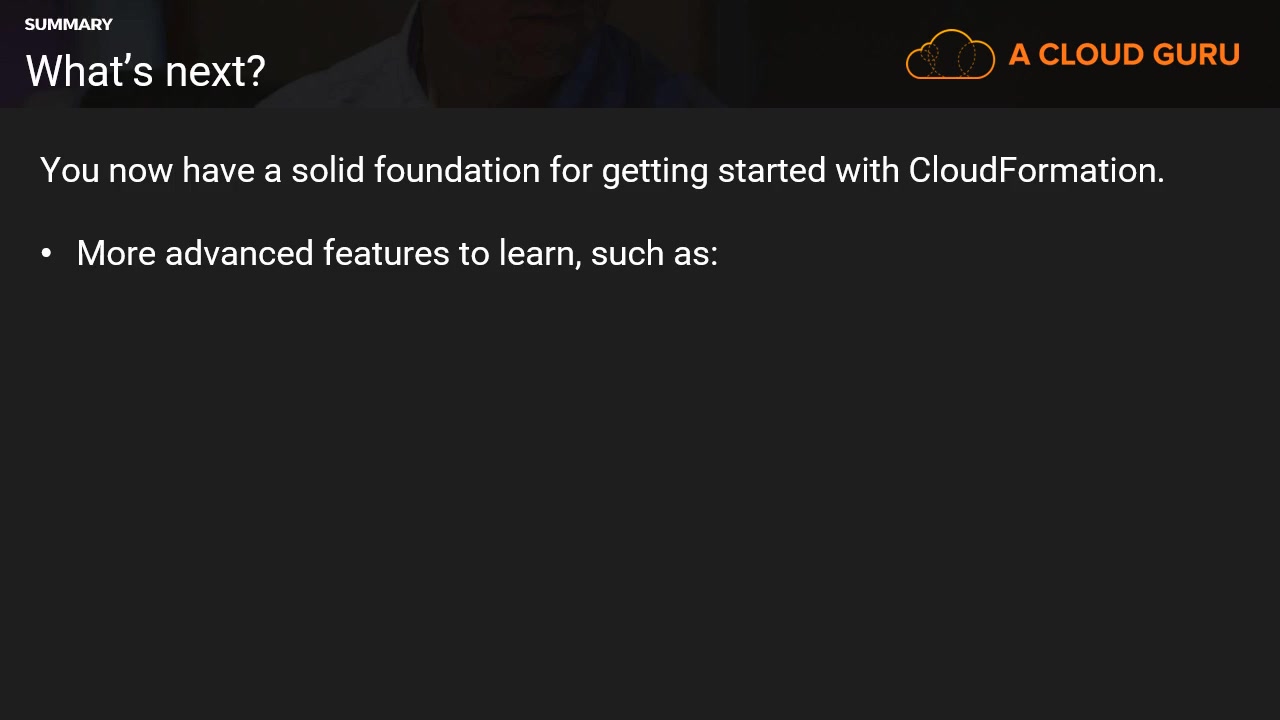 SUMMARY
What’s next?
A CLOUD GURU
You now have a solid foundation for getting started with CloudFormation.
• More advanced features to learn, such as: